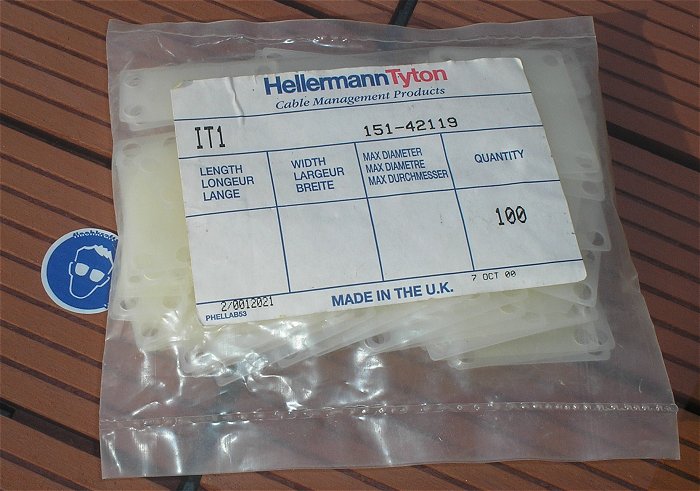 HellermannTyton
Cable Management Products
IT1
151-42119
LENGTH
LONGEUR
LANGE
WIDTH
LARGEUR
BREITE
MAX DIAMETER
MAX DIAMETRE
MAX DURCHMESSER
QUANTITY
100
2/0012021
PHELLAB53
MADE IN THE U.K.
7 OCT 00